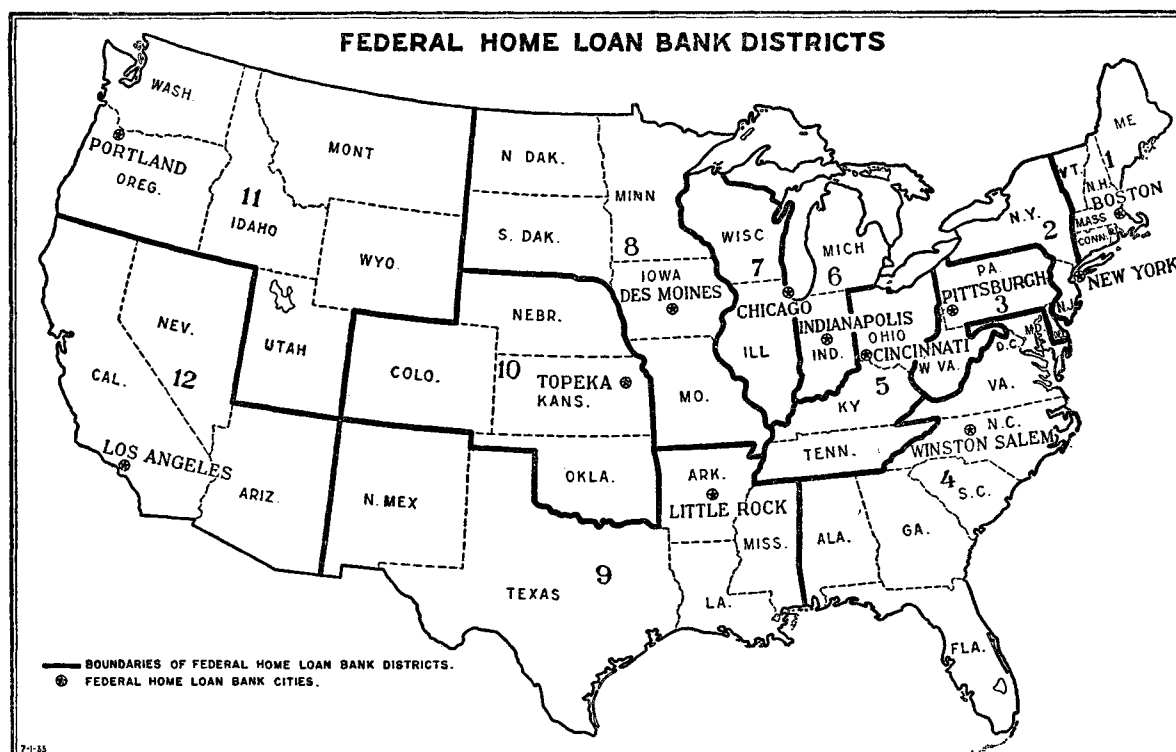 FEDERAL HOME LOAN BANK DISTRICTS
WASH.
PORTLAND
OREG.
11
IDAHO
MONT
WYO.
N DAK.
S. DAK.
MINN
8
IOWA
DES MOINES
WISC
7
CHICAGO
MICH
6
ME
1
VT.
N.H.
BOSTON
MASS
CONN.
R.I.
N.Y.
2
NEW YORK
PA.
PITTSBURGH
3
N.J.
DEL.
MD.
D.C.
INDIANAPOLIS
IND.
OHIO
CINCINNATI
W VA.
VA.
5
KY
NEBR.
NEV.
UTAH
CAL.
12
COLO.
10
TOPEKA
KANS.
ILL
MO.
LOS ANGELES
ARIZ.
N.MEX
OKLA.
ARK.
LITTLE ROCK
TENN.
N.C.
WINSTON SALEM
4
S.C.
MISS.
ALA.
GA.
TEXAS
9
LA.
FLA.
BOUNDARIES OF FEDERAL HOME LOAN BANK DISTRICTS.
FEDERAL HOME LOAN BANK CITIES.
7-1-33